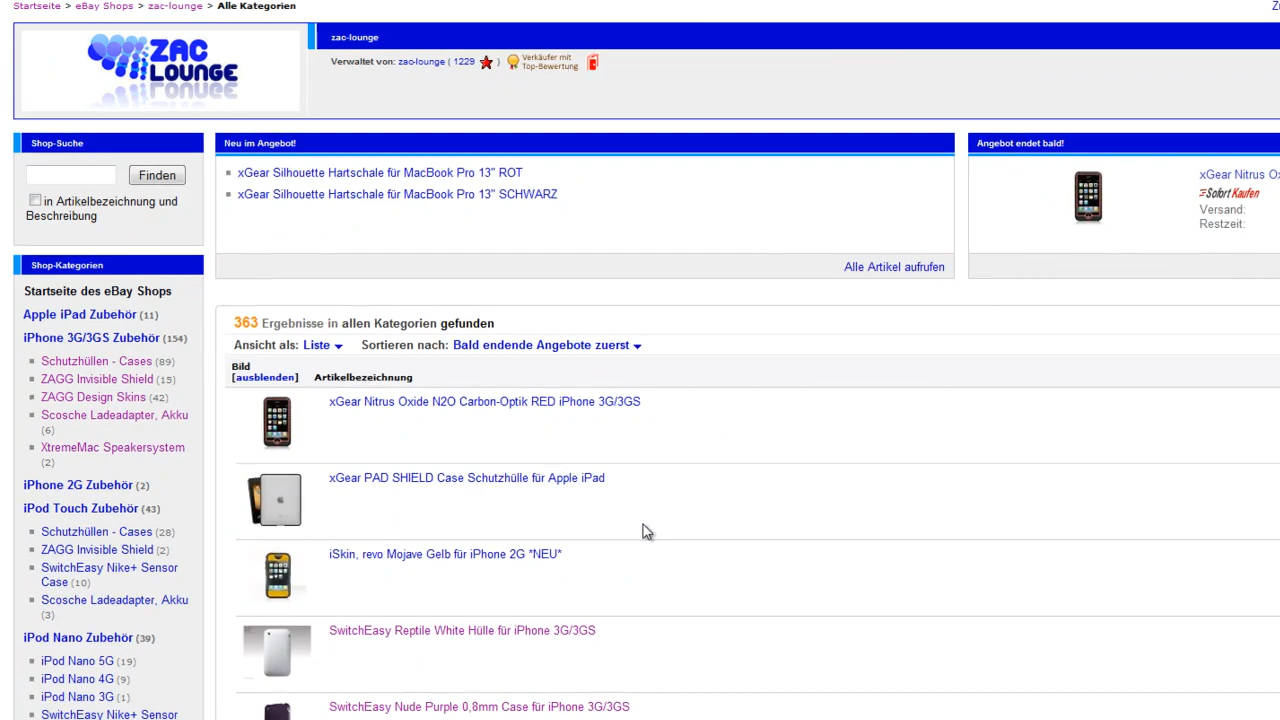 Startseite > eBay Shops > zac-lounge > Alle Kategorien
ZAC
LOUNGE
zac-lounge
Verwaltet von: zac-lounge ( 1229 )
Verkäufer mit
Top-Bewertung
Shop-Suche
Finden
in Artikelbezeichnung und
Beschreibung
Neu im Angebot!
xGear Silhouette Hartschale für MacBook Pro 13" ROT
xGear Silhouette Hartschale für MacBook Pro 13" SCHWARZ
Alle Artikel aufrufen
Angebot endet bald!
xGear Nitrus
Sofort Kaufen
Versand:
Restzeit:
Shop-Kategorien
Startseite des eBay Shops
Apple iPad Zubehör (11)
iPhone 3G/3GS Zubehör (154)
Schutzhüllen - Cases (89)
ZAGG Invisible Shield (15)
ZAGG Design Skins (42)
Scosche Ladeadapter, Akku
(6)
XtremeMac Speakersystem
(2)
iPhone 2G Zubehör (2)
iPod Touch Zubehör (43)
Schutzhüllen - Cases (28)
ZAGG Invisible Shield (2)
SwitchEasy Nike+ Sensor
Case (10)
Scosche Ladeadapter, Akku
(3)
iPod Nano Zubehör (39)
iPod Nano 5G (19)
iPod Nano 4G (9)
iPod Nano 3G (1)
SwitchEasy Nike+ Sensor
363 Ergebnisse in allen Kategorien gefunden
Ansicht als: Liste Sortieren nach: Bald endende Angebote zuerst
Bild
[ausblenden] Artikelbezeichnung
xGear Nitrus Oxide N2O Carbon-Optik RED iPhone 3G/3GS
xGear PAD SHIELD Case Schutzhülle für Apple iPad
iSkin, revo Mojave Gelb für iPhone 2G *NEU*
SwitchEasy Reptile White Hülle für iPhone 3G/3GS
SwitchEasy Nude Purple 0,8mm Case für iPhone 3G/3GS